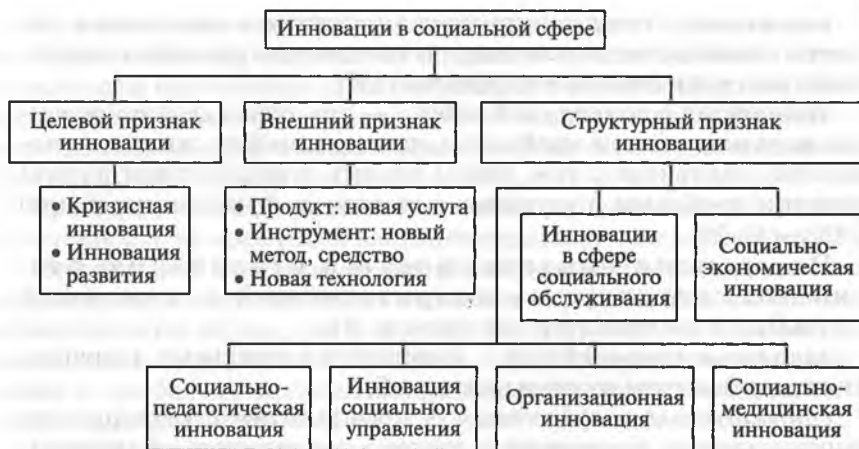 Инновации в социальной сфере
Целевой признак
инновации
Внешний признак
инновации
Структурный признак
инновации
• Кризисная
инновация
• Инновация
развития
• Продукт: новая услуга
• Инструмент: новый
метод, средство
• Новая технология
Инновации
в сфере
социального
обслуживания
Социально-
экономическая
инновация
Социально-
педагогическая
инновация
Инновация
социального
управления
Организационная
инновация
Социально-
медицинская
инновация